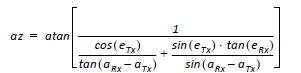 az = atan[ 1 / ( cos(e_Tx) / tan(a_Rx − a_Tx) + sin(e_Tx) · tan(e_Rx) / sin(a_Rx − a_Tx) ) ]